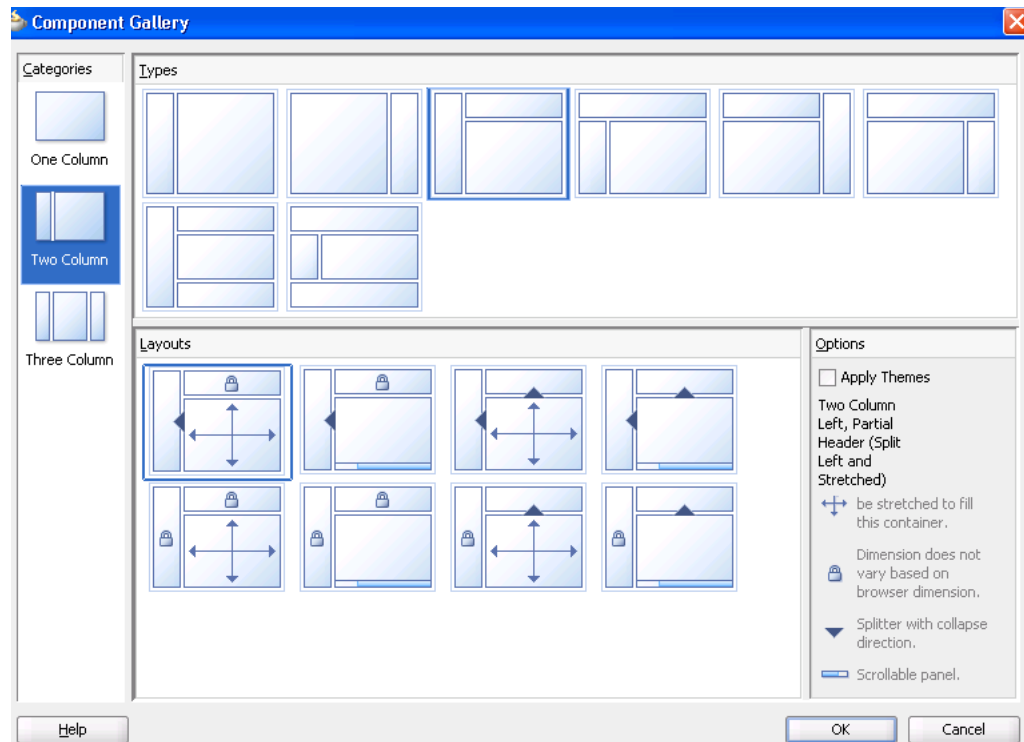 Component Gallery
Categories
Types
One Column
Two Column
Three Column
Layouts
Options
Apply Themes
Two Column
Left, Partial
Header (Split
Left and
Stretched)
be stretched to fill
this container.
Dimension does not
vary based on
browser dimension.
Splitter with collapse
direction.
Scrollable panel.
Help
OK
Cancel